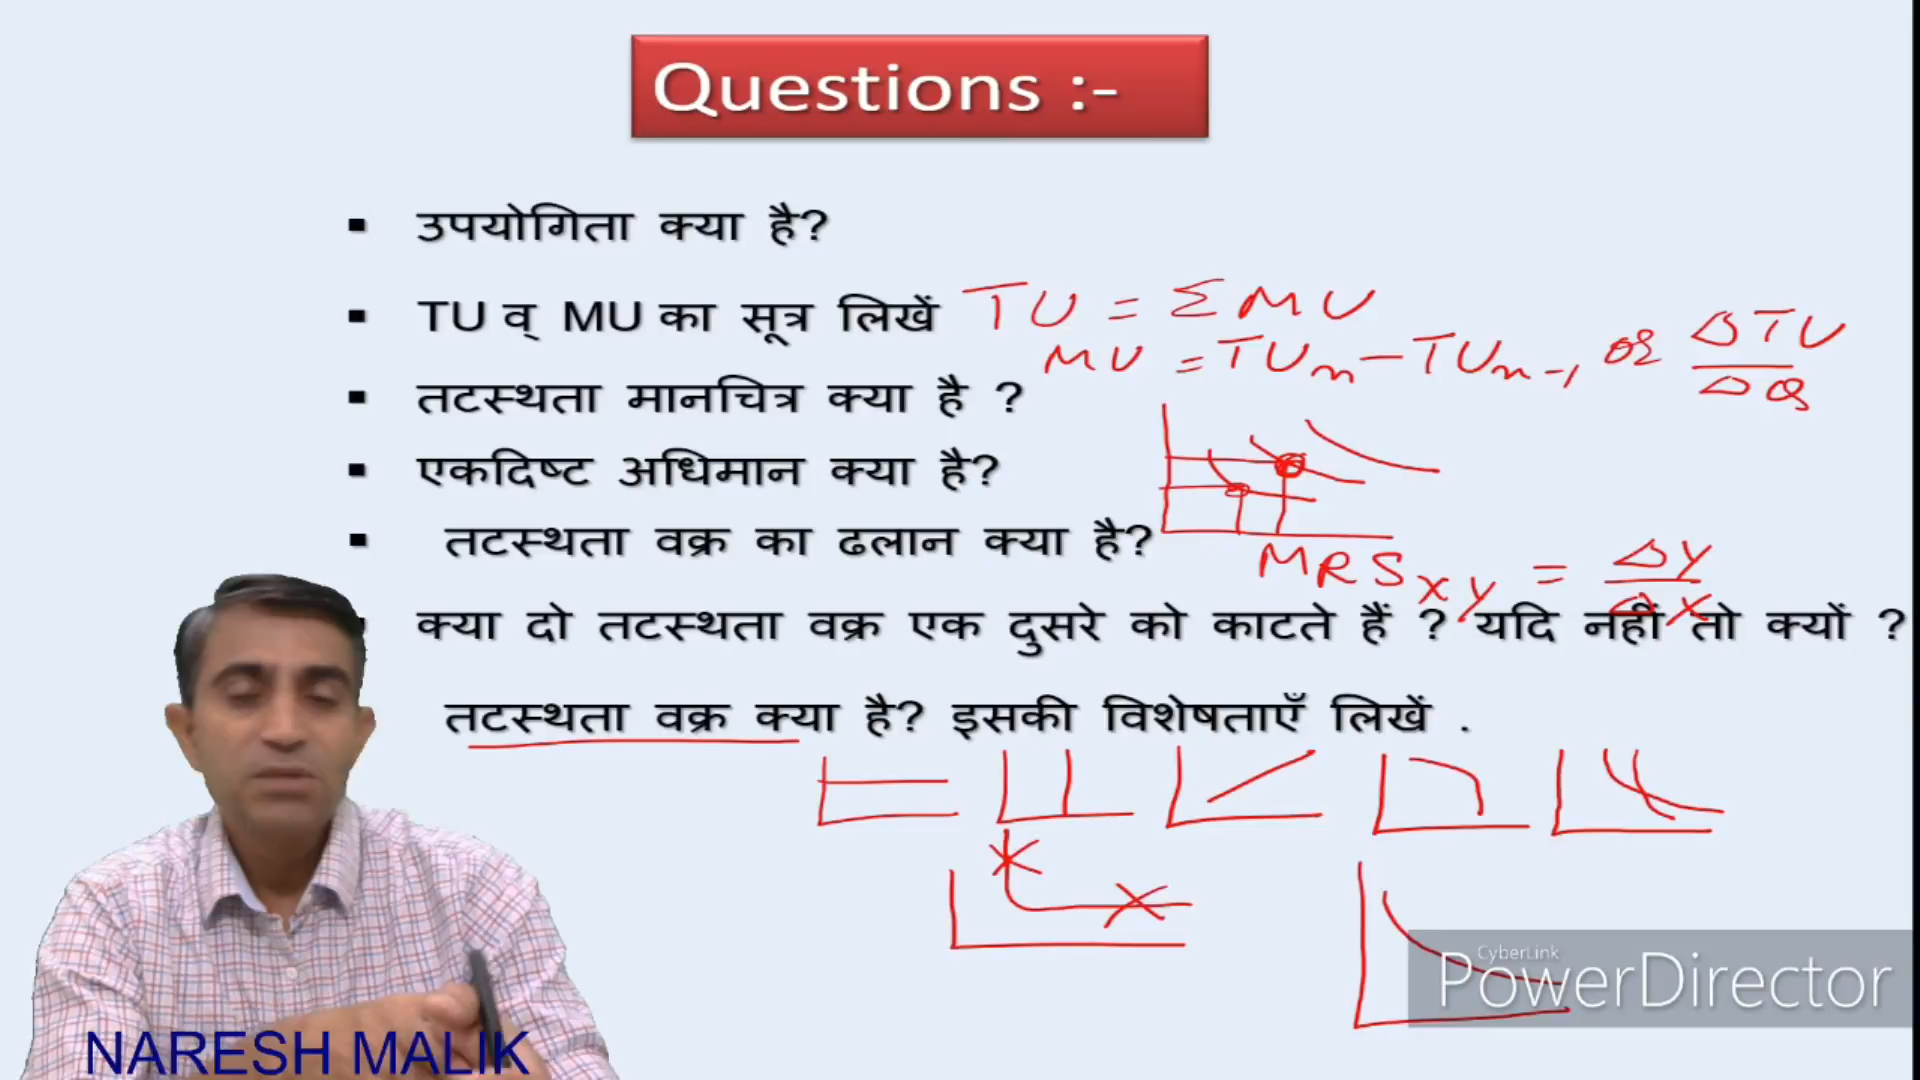 Questions :-
उपयोगिता क्या है?
TU व् MU का सूत्र लिखें TU = ΣMU
MU = TUn - TUn-1 or ΔTU/ΔQ
तटस्थता मानचित्र क्या है ?
एकदिष्ट अधिमान क्या है?
तटस्थता वक्र का ढलान क्या है?
MRSxy = ΔY/ΔX
क्या दो तटस्थता वक्र एक दुसरे को काटते हैं ? यदि नहीं तो क्यों ?
तटस्थता वक्र क्या है? इसकी विशेषताएँ लिखें .
CyberLink
PowerDirector
NARESH MALIK